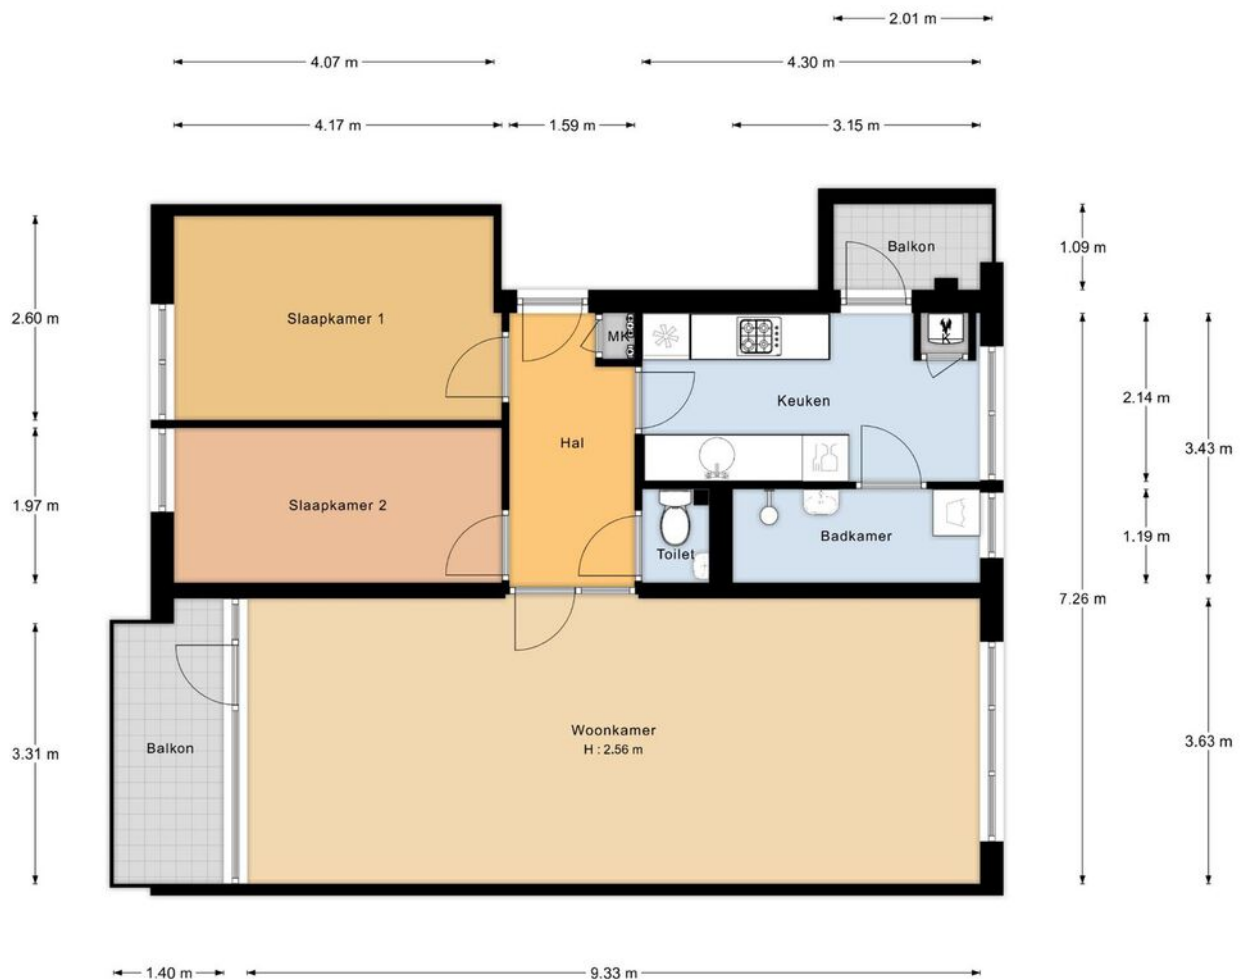 2.01 m
4.07 m
4.30 m
4.17 m
1.59 m
3.15 m
Balkon
1.09 m
2.60 m
Slaapkamer 1
MK
K
Keuken
2.14 m
Hal
3.43 m
1.97 m
Slaapkamer 2
Toilet
Badkamer
1.19 m
7.26 m
Woonkamer
H : 2.56 m
Balkon
3.31 m
3.63 m
1.40 m
9.33 m